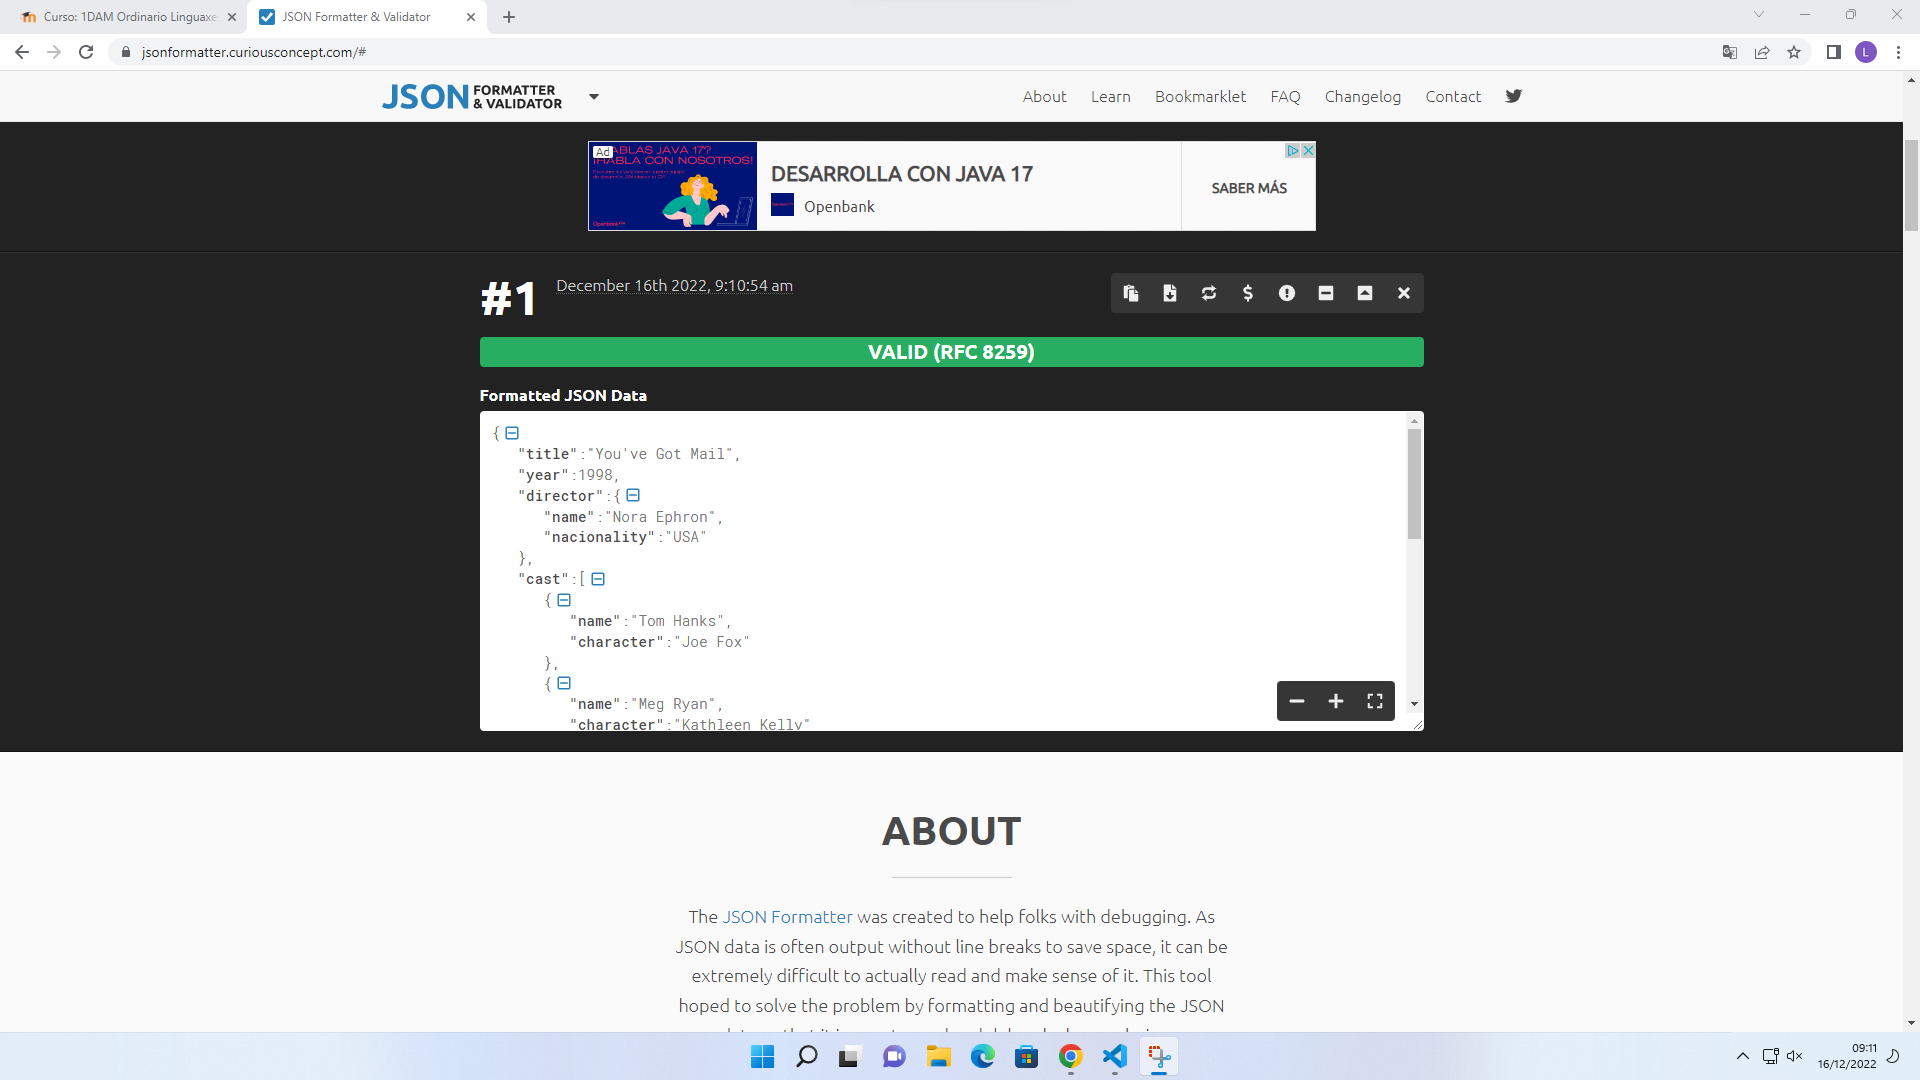 Curso: 1DAM Ordinario Linguaxe
JSON Formatter & Validator
jsonformatter.curiousconcept.com/#
L
JSON FORMATTER & VALIDATOR
About Learn Bookmarklet FAQ Changelog Contact
Ad
HABLAS JAVA 17?
¡HABLA CON NOSOTROS!
Openbank
DESARROLLA CON JAVA 17
Openbank
SABER MÁS
#1
December 16th 2022, 9:10:54 am
VALID (RFC 8259)
Formatted JSON Data
{
"title":"You've Got Mail",
"year":1998,
"director":{
"name":"Nora Ephron",
"nacionality":"USA"
},
"cast":[
{
"name":"Tom Hanks",
"character":"Joe Fox"
},
{
"name":"Meg Ryan",
"character":"Kathleen Kelly"
ABOUT
The JSON Formatter was created to help folks with debugging. As
JSON data is often output without line breaks to save space, it can be
extremely difficult to actually read and make sense of it. This tool
hoped to solve the problem by formatting and beautifying the JSON
09:11
16/12/2022